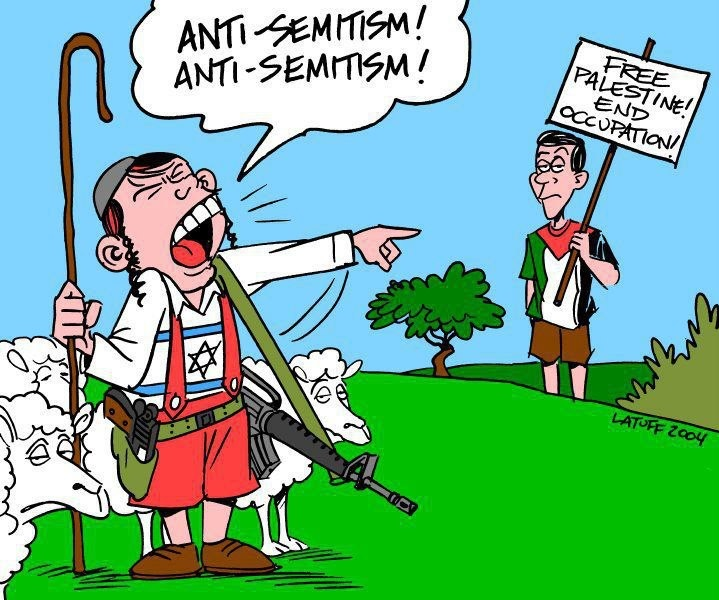 ANTI-SEMITISM!
ANTI-SEMITISM!
FREE
PALESTINE!
END
OCCUPATION!
LATUFF 2004